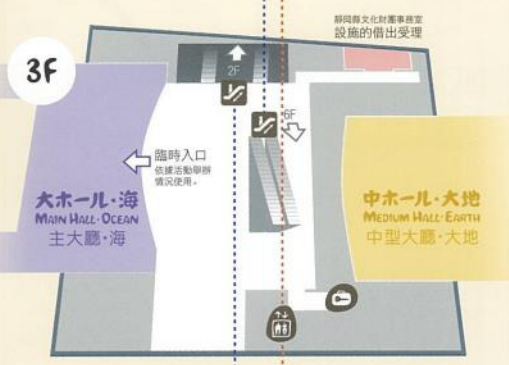 靜岡縣文化財團事務室
設施的借出受理
3F
2F
6F
臨時入口
依據活動舉辦
情況使用。
大ホール·海
MAIN HALL·OCEAN
主大廳·海
中ホール·大地
MEDIUM HALL·EARTH
中型大廳·大地